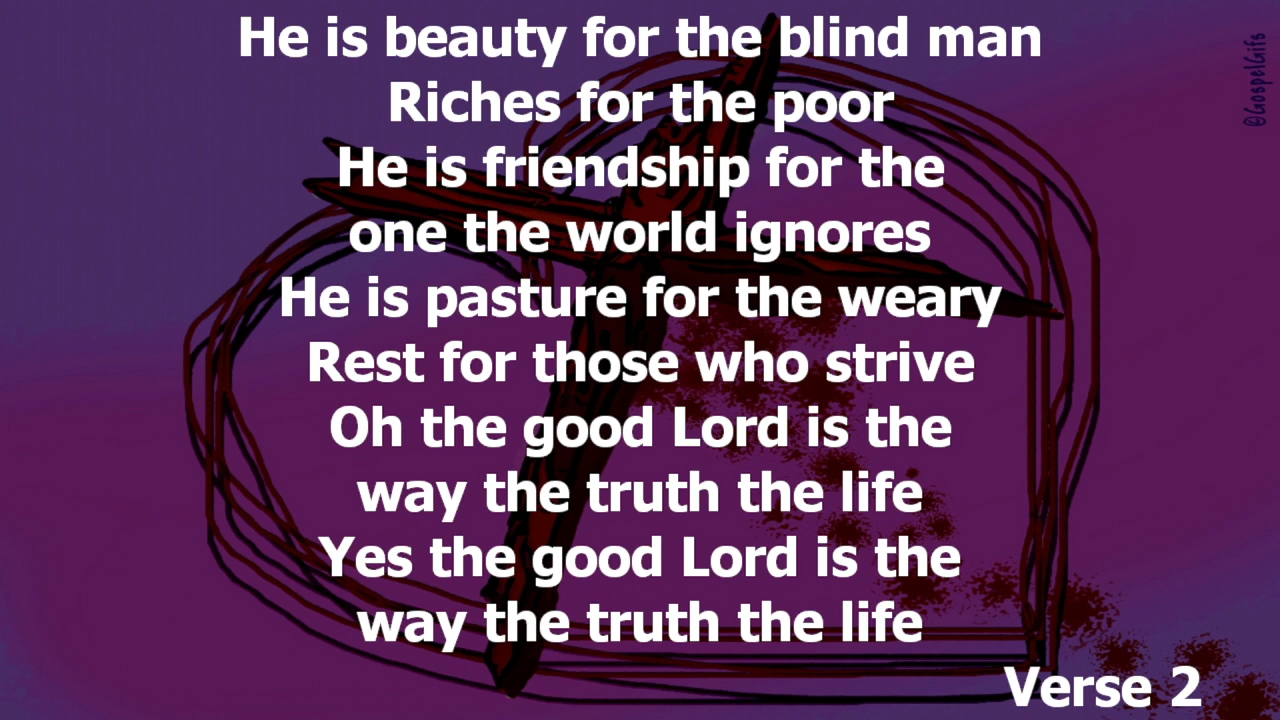 He is beauty for the blind man
Riches for the poor
He is friendship for the
one the world ignores
He is pasture for the weary
Rest for those who strive
Oh the good Lord is the
way the truth the life
Yes the good Lord is the
way the truth the life
Verse 2
©GospelGifs